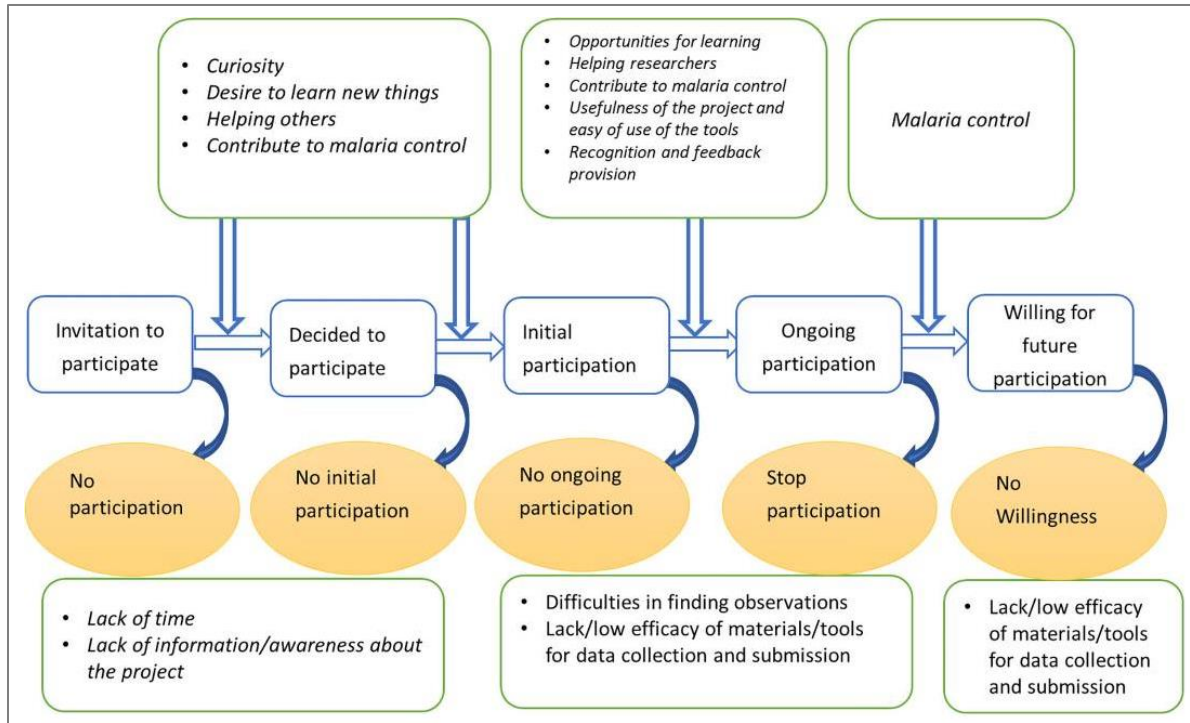 • Curiosity
• Desire to learn new things
• Helping others
• Contribute to malaria control
• Opportunities for learning
• Helping researchers
• Contribute to malaria control
• Usefulness of the project and
easy of use of the tools
• Recognition and feedback
provision
Malaria control
Invitation to
participate
Decided to
participate
Initial
participation
Ongoing
participation
Willing for
future
participation
No
participation
No initial
participation
No ongoing
participation
Stop
participation
No
Willingness
• Lack of time
• Lack of information/awareness about
the project
• Difficulties in finding observations
• Lack/low efficacy of materials/tools
for data collection and submission
• Lack/low efficacy
of materials/tools
for data collection
and submission